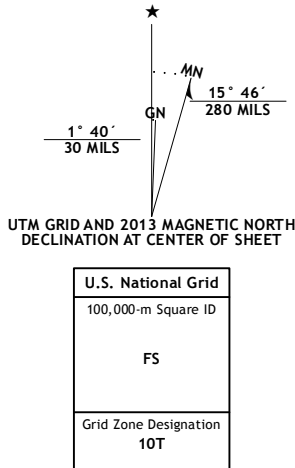 ★
MN
GN
15° 46´
280 MILS
1° 40´
30 MILS
UTM GRID AND 2013 MAGNETIC NORTH
DECLINATION AT CENTER OF SHEET
U.S. National Grid
100,000-m Square ID
FS
Grid Zone Designation
10T